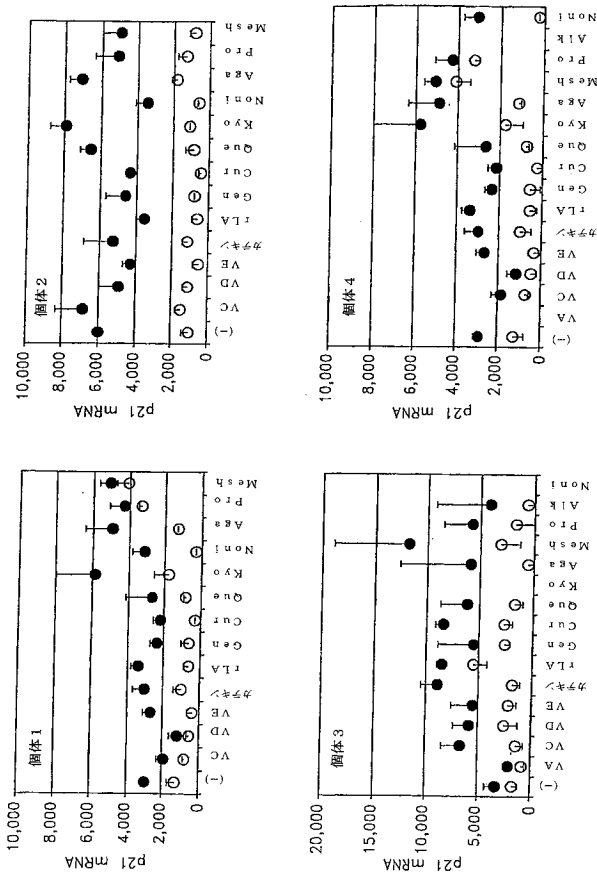 個体1
p21 mRNA
10,000
8,000
6,000
4,000
2,000
0
(-)
VC
VD
VE
カテキン
rLA
Gen
Cur
Que
Kyo
Noni
Aga
Pro
Mesh
個体2
p21 mRNA
10,000
8,000
6,000
4,000
2,000
0
(-)
VC
VD
VE
カテキン
rLA
Gen
Cur
Que
Kyo
Noni
Aga
Pro
Mesh
個体3
p21 mRNA
20,000
15,000
10,000
5,000
0
(-)
VA
VC
VD
VE
カテキン
rLA
Gen
Cur
Que
Kyo
Aga
Mesh
Pro
Alk
Noni
個体4
p21 mRNA
10,000
8,000
6,000
4,000
2,000
0
(-)
VA
VC
VD
VE
カテキン
rLA
Gen
Cur
Que
Kyo
Aga
Mesh
Pro
Alk
Noni